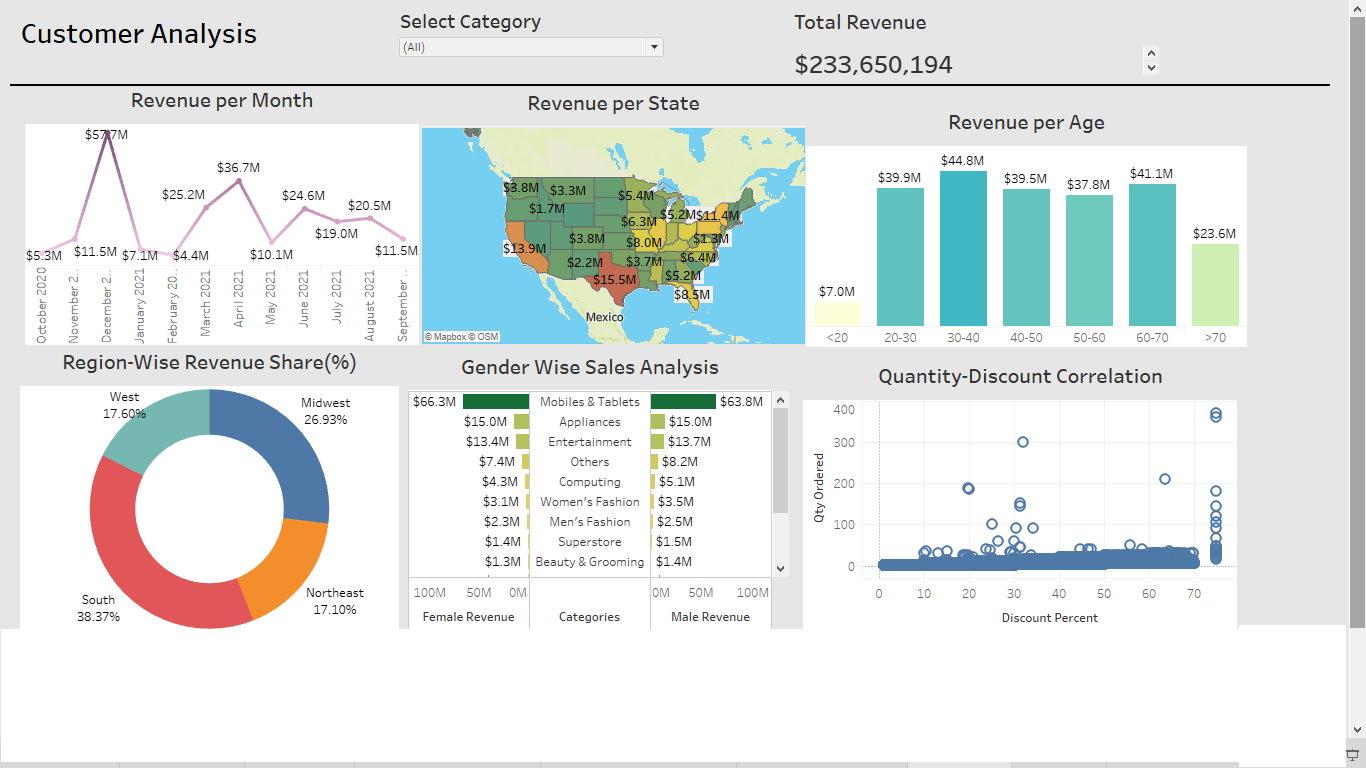 Customer Analysis
Select Category
(All)
Total Revenue
$233,650,194
Revenue per Month
$57.7M
$36.7M
$25.2M
$24.6M
$20.5M
$19.0M
$5.3M
$11.5M
$7.1M
$4.4M
$10.1M
$11.5M
October 2020
November 2..
December 2..
January 2021
February 20..
March 2021
April 2021
May 2021
June 2021
July 2021
August 2021
September ..
Revenue per State
$3.8M
$3.3M
$5.4M
$1.7M
$6.3M
$5.2M
$11.4M
$13.9M
$3.8M
$8.0M
$1.3M
$2.2M
$3.7M
$6.4M
$15.5M
$5.2M
$8.5M
Mexico
© Mapbox © OSM
Revenue per Age
$7.0M
$39.9M
$44.8M
$39.5M
$37.8M
$41.1M
$23.6M
<20
20-30
30-40
40-50
50-60
60-70
>70
Region-Wise Revenue Share(%)
West
17.60%
Midwest
26.93%
South
38.37%
Northeast
17.10%
Gender Wise Sales Analysis
$66.3M Mobiles & Tablets $63.8M
$15.0M Appliances $15.0M
$13.4M Entertainment $13.7M
$7.4M Others $8.2M
$4.3M Computing $5.1M
$3.1M Women's Fashion $3.5M
$2.3M Men's Fashion $2.5M
$1.4M Superstore $1.5M
$1.3M Beauty & Grooming $1.4M
100M 50M 0M 0M 50M 100M
Female Revenue Categories Male Revenue
Quantity-Discount Correlation
Qty Ordered
400
300
200
100
0
0 10 20 30 40 50 60 70
Discount Percent